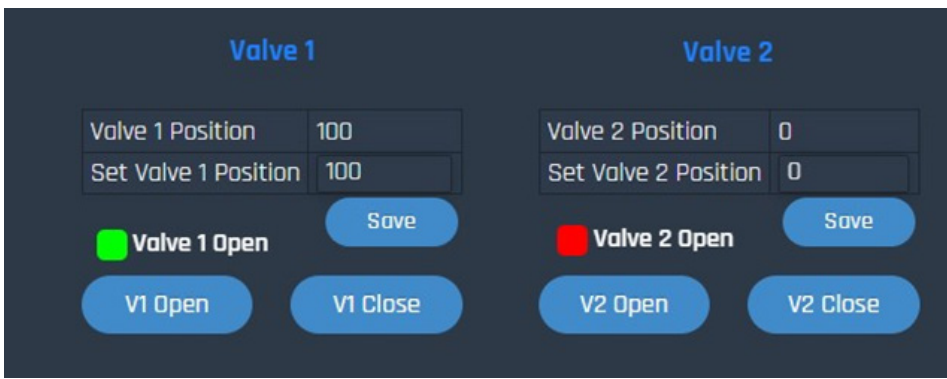 Valve 1
Valve 2
Valve 1 Position 100
Set Valve 1 Position 100
Save
Valve 1 Open
V1 Open V1 Close
Valve 2 Position 0
Set Valve 2 Position 0
Save
Valve 2 Open
V2 Open V2 Close